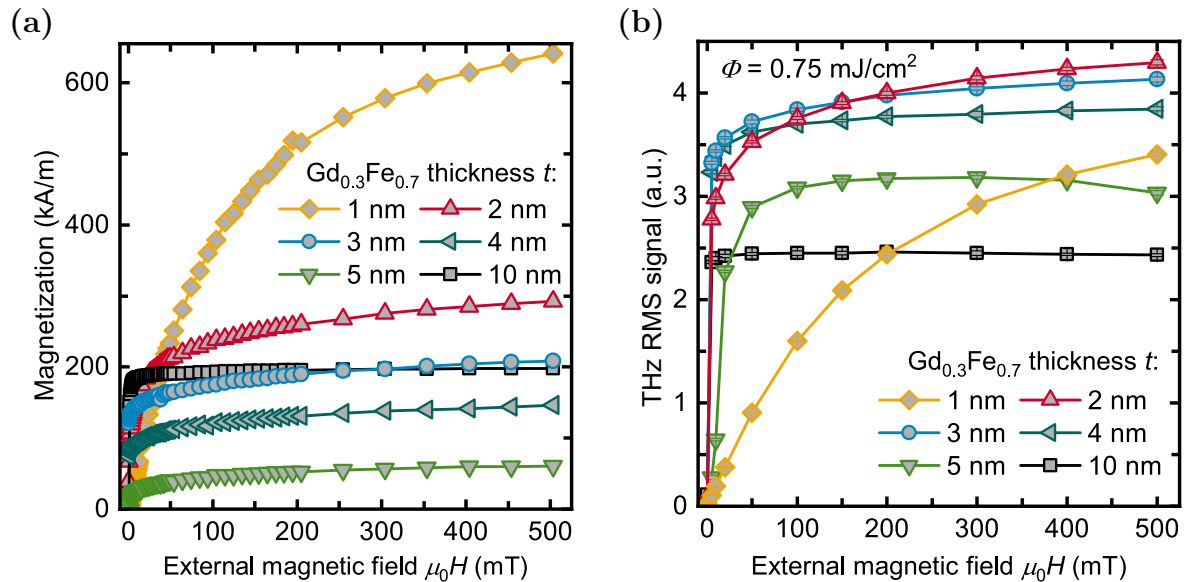 (a)
Magnetization (kA/m)
600
400
200
0
Gd0.3Fe0.7 thickness t:
1 nm
2 nm
3 nm
4 nm
5 nm
10 nm
0 100 200 300 400 500
External magnetic field μ0H (mT)
(b)
THz RMS signal (a.u.)
4
3
2
1
0
Φ = 0.75 mJ/cm²
Gd0.3Fe0.7 thickness t:
1 nm
2 nm
3 nm
4 nm
5 nm
10 nm
0 100 200 300 400 500
External magnetic field μ0H (mT)